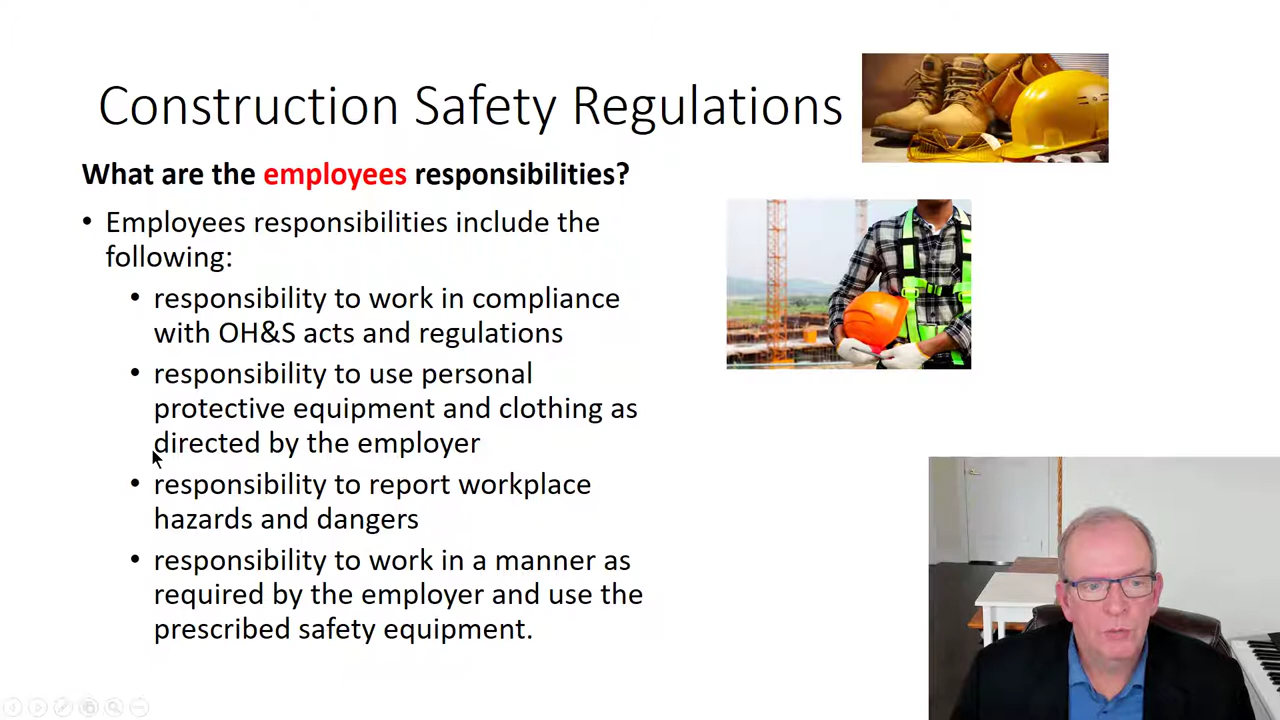 Construction Safety Regulations
What are the employees responsibilities?
• Employees responsibilities include the
following:
• responsibility to work in compliance
with OH&S acts and regulations
• responsibility to use personal
protective equipment and clothing as
directed by the employer
• responsibility to report workplace
hazards and dangers
• responsibility to work in a manner as
required by the employer and use the
prescribed safety equipment.